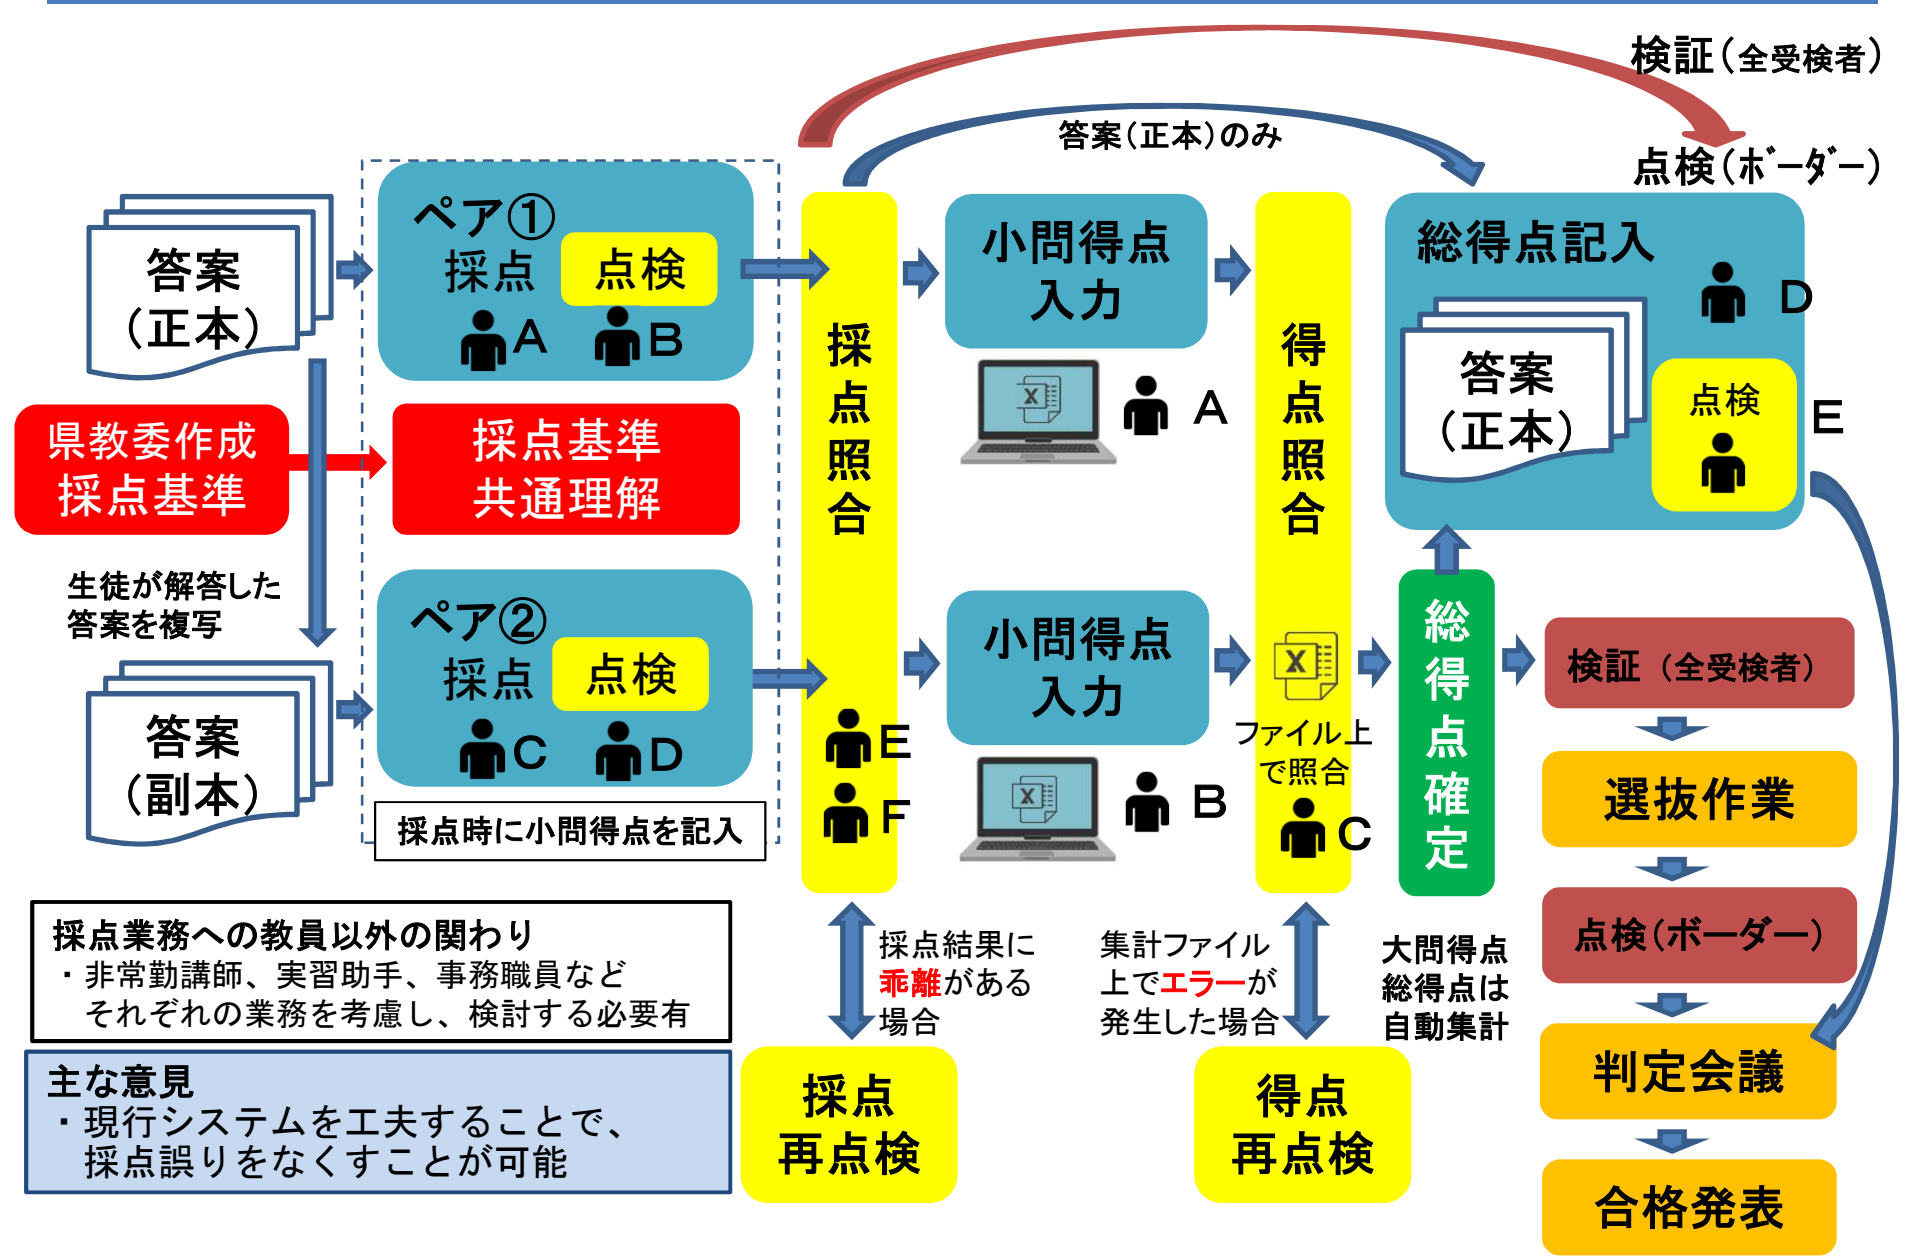 検証（全受検者）
答案（正本）のみ
点検（ボーダー）
答案
（正本）
ペア①
採点
点検
A
B
県教委作成
採点基準
採点基準
共通理解
生徒が解答した
答案を複写
答案
（副本）
ペア②
採点
点検
C
D
採点時に小問得点を記入
採点照合
E
F
小問得点
入力
A
小問得点
入力
B
得点照合
ファイル上
で照合
C
総得点記入
D
答案
（正本）
点検
E
総得点確定
検証（全受検者）
選抜作業
点検（ボーダー）
判定会議
合格発表
採点結果に
乖離がある
場合
採点
再点検
集計ファイル
上でエラーが
発生した場合
得点
再点検
大問得点
総得点は
自動集計
採点業務への教員以外の関わり
・非常勤講師、実習助手、事務職員など
それぞれの業務を考慮し、検討する必要有
主な意見
・現行システムを工夫することで、
採点誤りをなくすことが可能